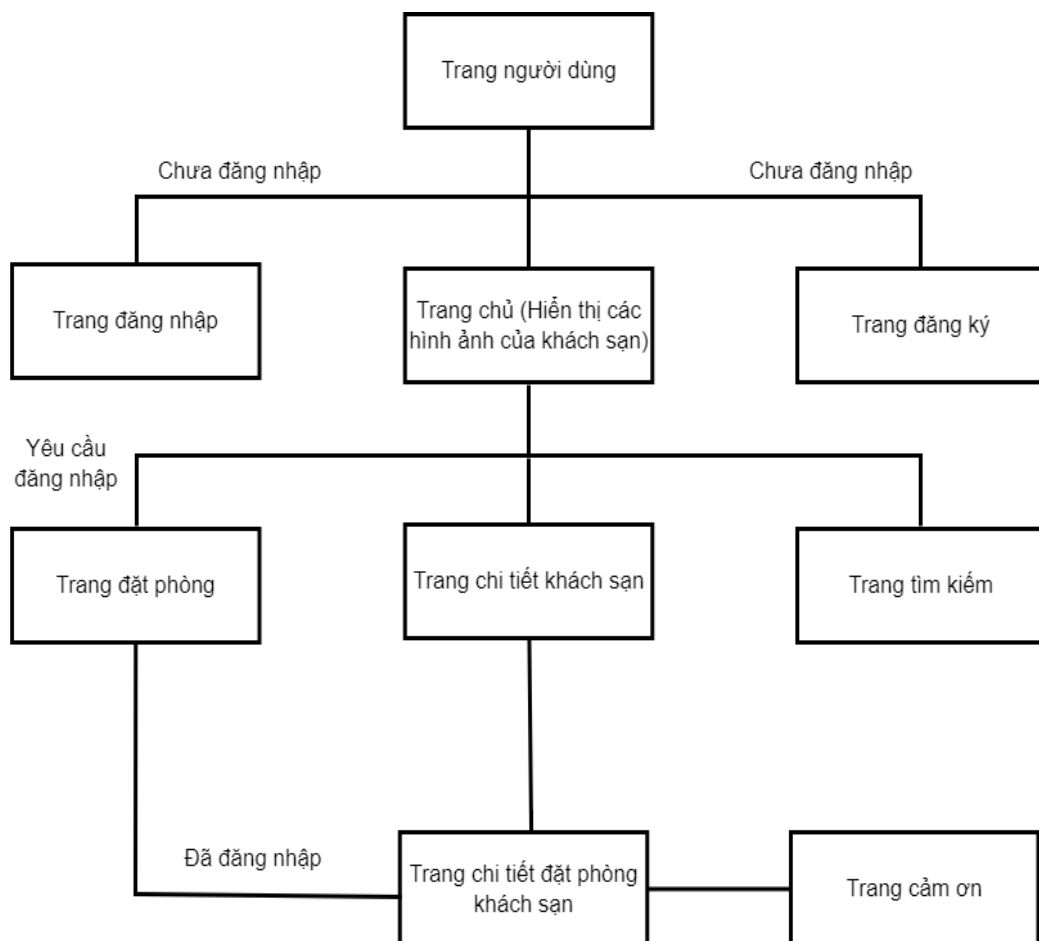 Trang người dùng
Chưa đăng nhập
Chưa đăng nhập
Trang đăng nhập
Trang chủ (Hiển thị các
hình ảnh của khách sạn)
Trang đăng ký
Yêu cầu
đăng nhập
Trang đặt phòng
Trang chi tiết khách sạn
Trang tìm kiếm
Đã đăng nhập
Trang chi tiết đặt phòng
khách sạn
Trang cảm ơn